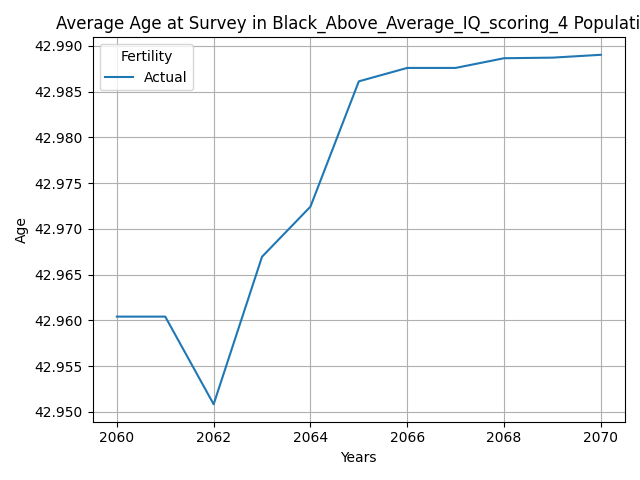 Average Age at Survey in Black_Above_Average_IQ_scoring_4 Populati
42.990
42.985
42.980
42.975
42.970
42.965
42.960
42.955
42.950
Age
Fertility
Actual
2060 2062 2064 2066 2068 2070
Years